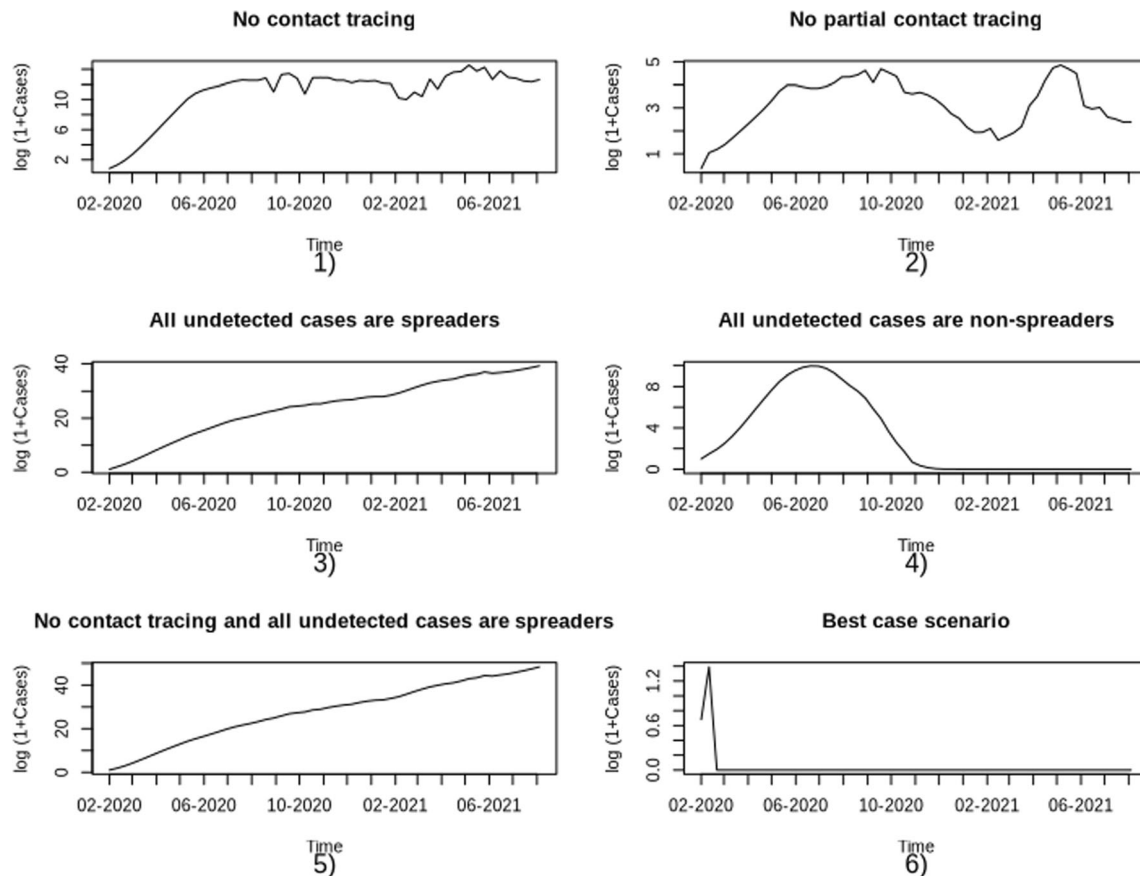 No contact tracing
log (1+Cases)
2 6 10
02-2020 06-2020 10-2020 02-2021 06-2021
Time
1)
No partial contact tracing
log (1+Cases)
1 3 5
02-2020 06-2020 10-2020 02-2021 06-2021
Time
2)
All undetected cases are spreaders
log (1+Cases)
0 20 40
02-2020 06-2020 10-2020 02-2021 06-2021
Time
3)
All undetected cases are non-spreaders
log (1+Cases)
0 4 8
02-2020 06-2020 10-2020 02-2021 06-2021
Time
4)
No contact tracing and all undetected cases are spreaders
log (1+Cases)
0 20 40
02-2020 06-2020 10-2020 02-2021 06-2021
Time
5)
Best case scenario
log (1+Cases)
0.0 0.6 1.2
02-2020 06-2020 10-2020 02-2021 06-2021
Time
6)